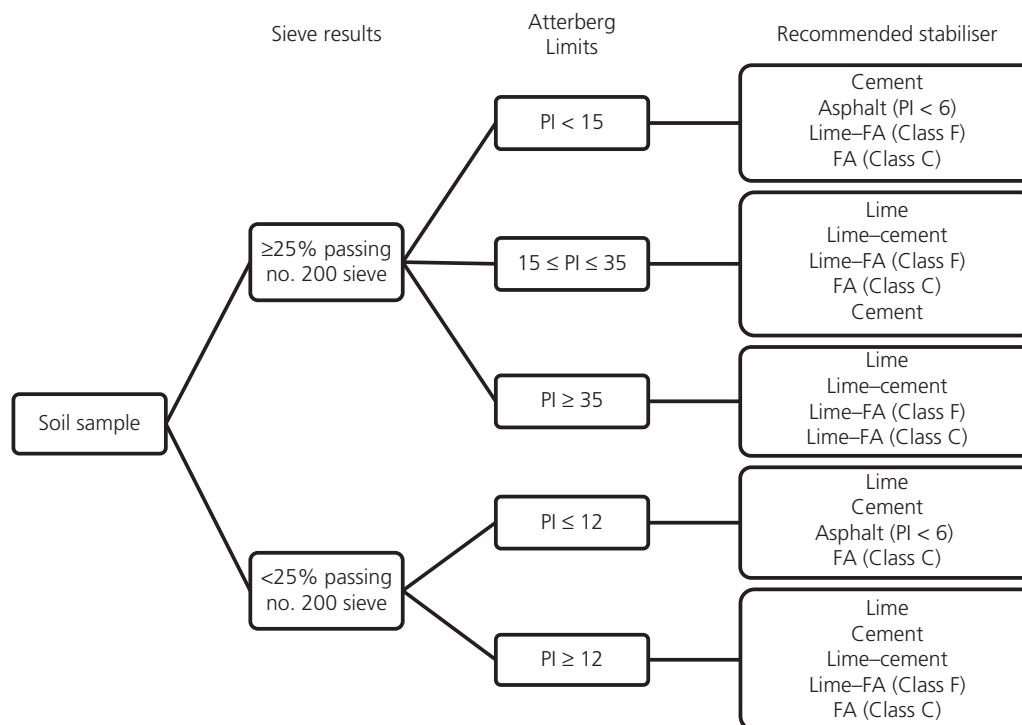 Sieve results
Atterberg
Limits
Recommended stabiliser
PI < 15
Cement
Asphalt (PI < 6)
Lime–FA (Class F)
FA (Class C)
≥25% passing
no. 200 sieve
15 ≤ PI ≤ 35
Lime
Lime–cement
Lime–FA (Class F)
FA (Class C)
Cement
PI ≥ 35
Lime
Lime–cement
Lime–FA (Class F)
Lime–FA (Class C)
Soil sample
PI ≤ 12
Lime
Cement
Asphalt (PI < 6)
FA (Class C)
<25% passing
no. 200 sieve
PI ≥ 12
Lime
Cement
Lime–cement
Lime–FA (Class F)
FA (Class C)